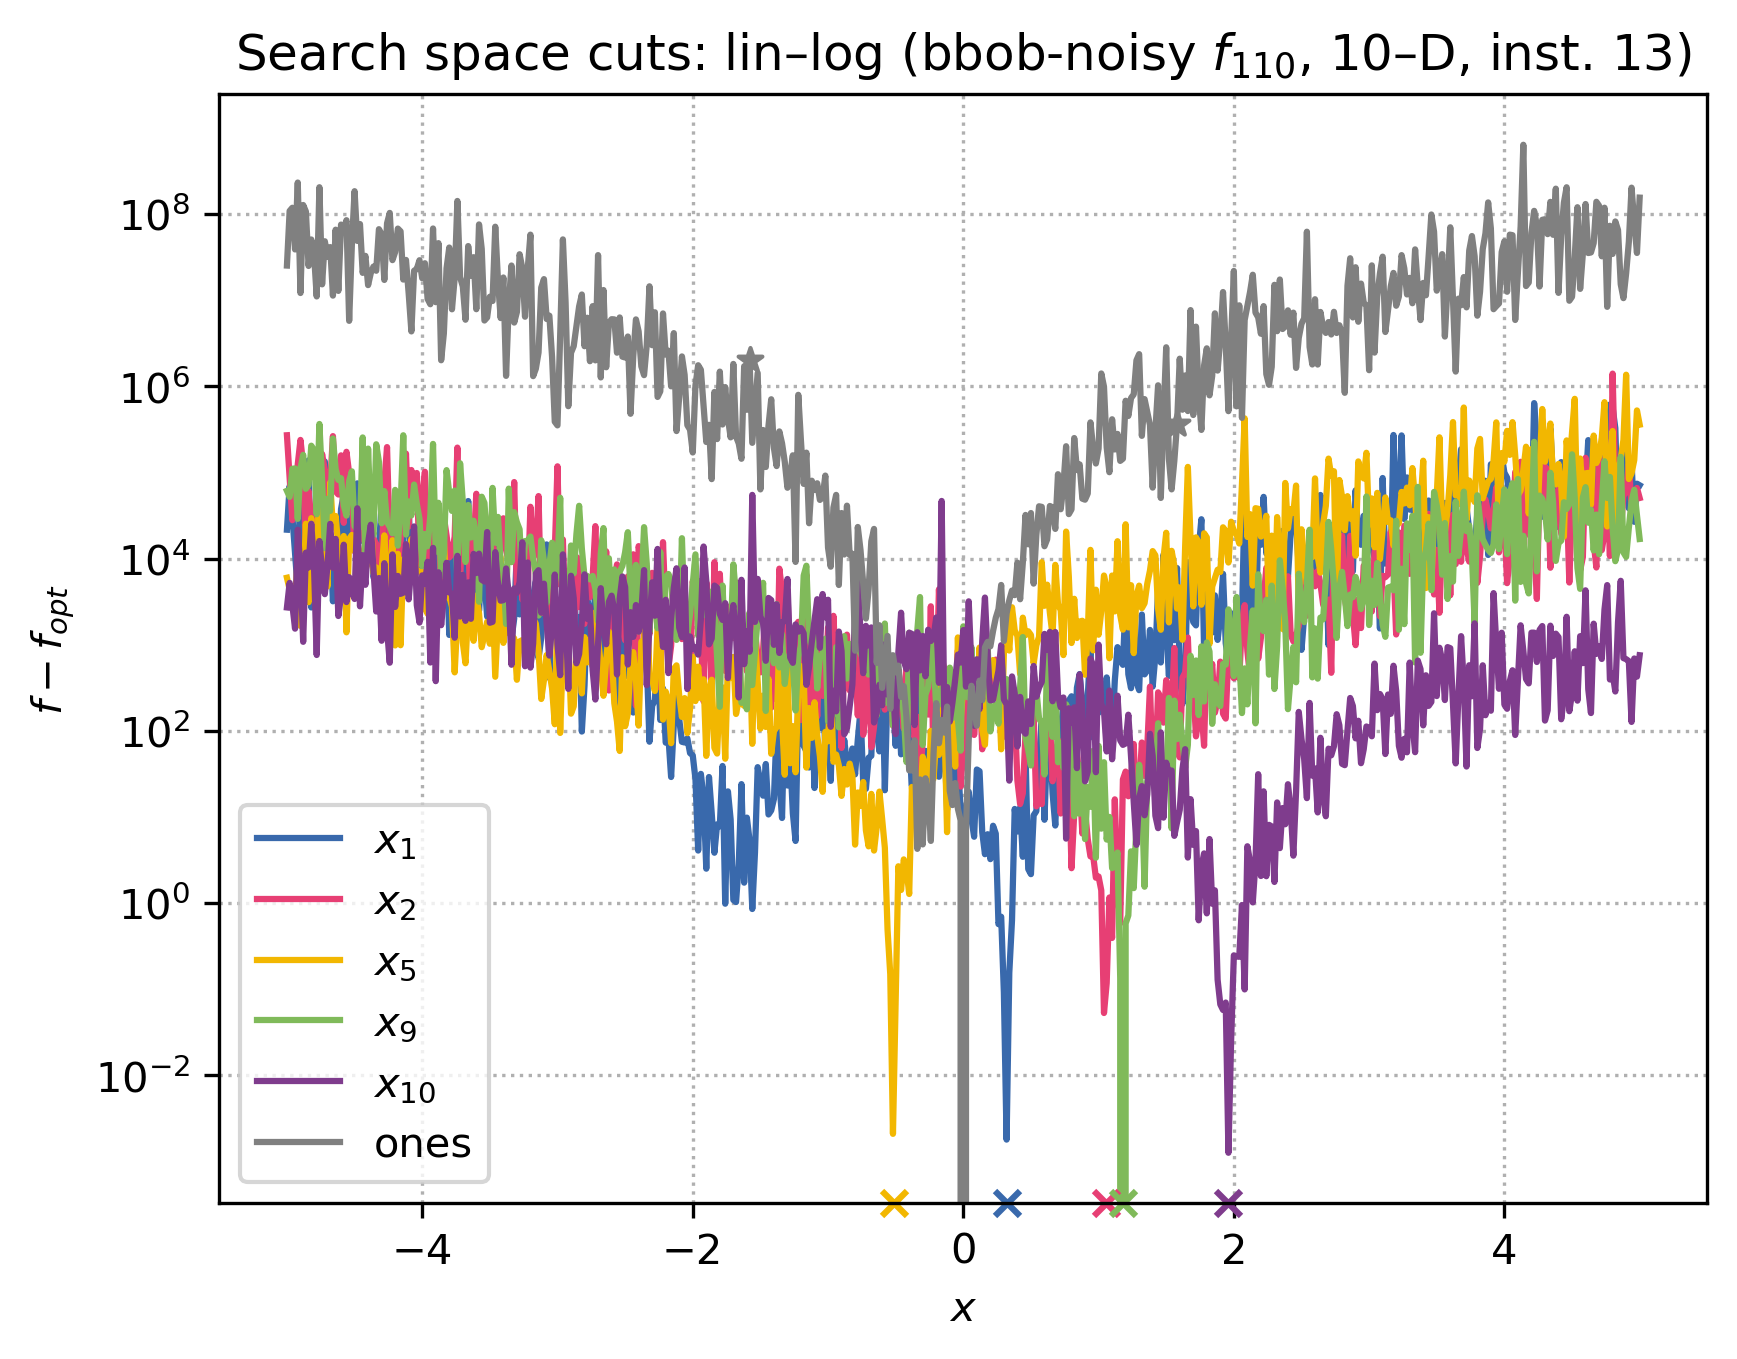 Search space cuts: lin–log (bbob-noisy $f_{110}$, 10–D, inst. 13)
$f - f_{opt}$
$10^8$
$10^6$
$10^4$
$10^2$
$10^0$
$10^{-2}$
$x_1$
$x_2$
$x_5$
$x_9$
$x_{10}$
ones
−4
−2
0
2
4
$x$